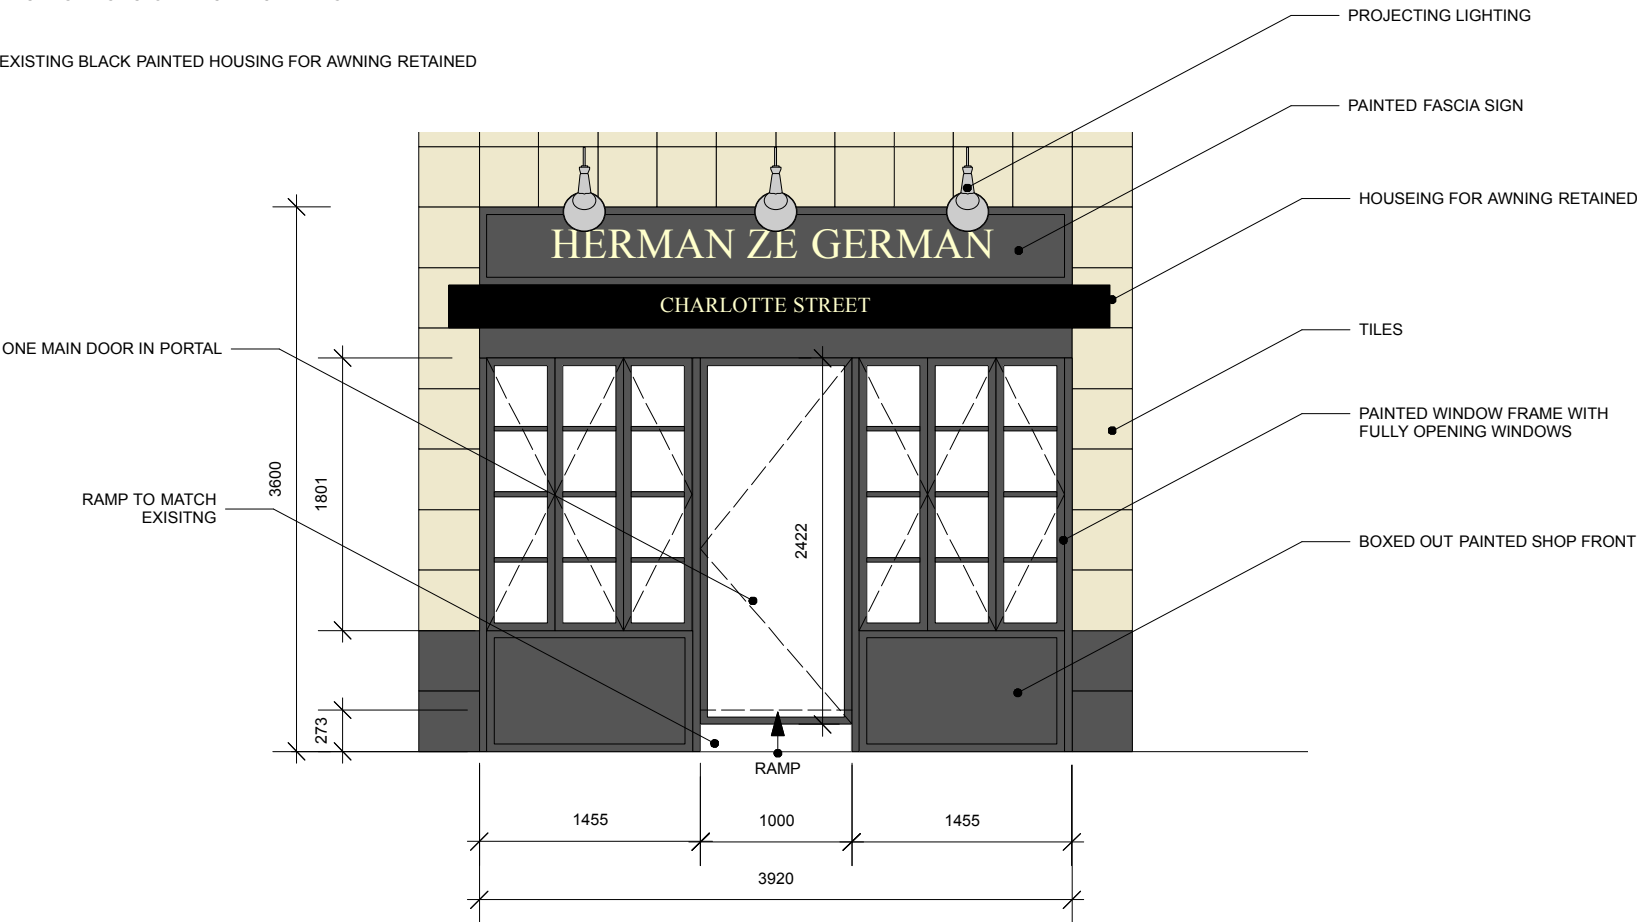 PROJECTING LIGHTING
EXISTING BLACK PAINTED HOUSING FOR AWNING RETAINED
PAINTED FASCIA SIGN
HOUSEING FOR AWNING RETAINED
HERMAN ZE GERMAN
CHARLOTTE STREET
TILES
ONE MAIN DOOR IN PORTAL
PAINTED WINDOW FRAME WITH
FULLY OPENING WINDOWS
3600
1801
RAMP TO MATCH
EXISITNG
2422
BOXED OUT PAINTED SHOP FRONT
273
RAMP
1455
1000
1455
3920